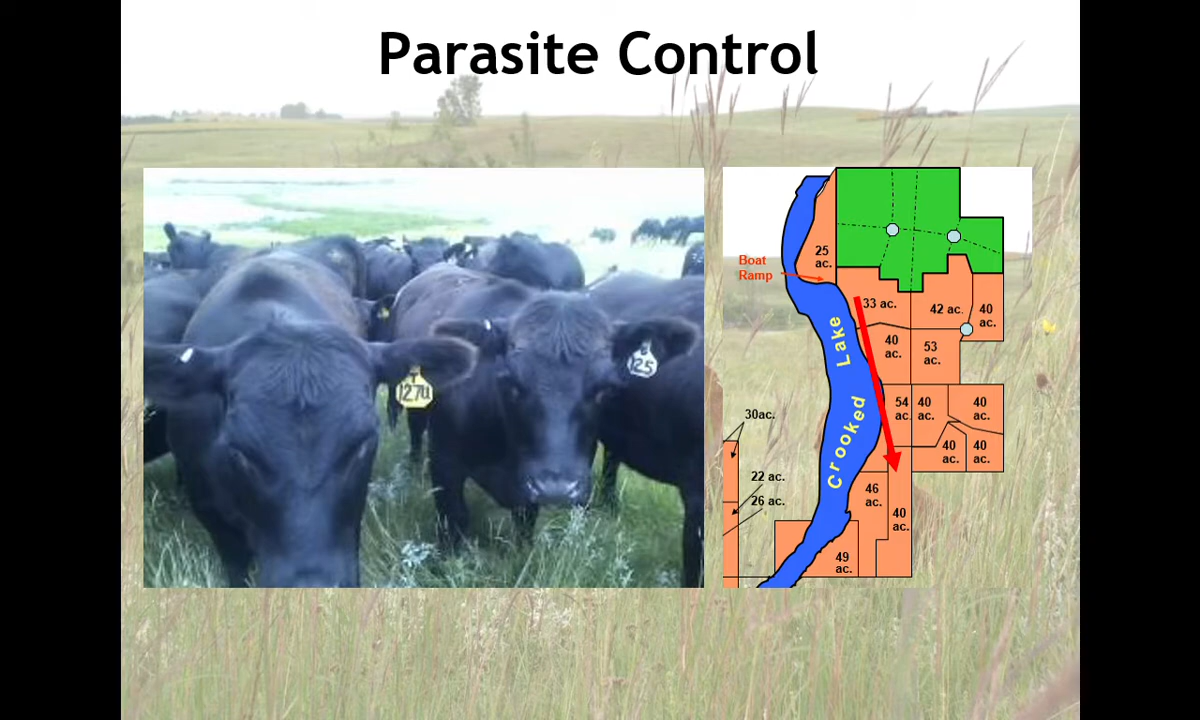 Parasite Control
127U
125
25
ac.
Boat
Ramp
33 ac.
42 ac.
40
ac.
40
ac.
53
ac.
Lake
54
ac.
40
ac.
40
ac.
Crooked
30ac.
40
ac.
40
ac.
22 ac.
46
ac.
26 ac.
40
ac.
49
ac.